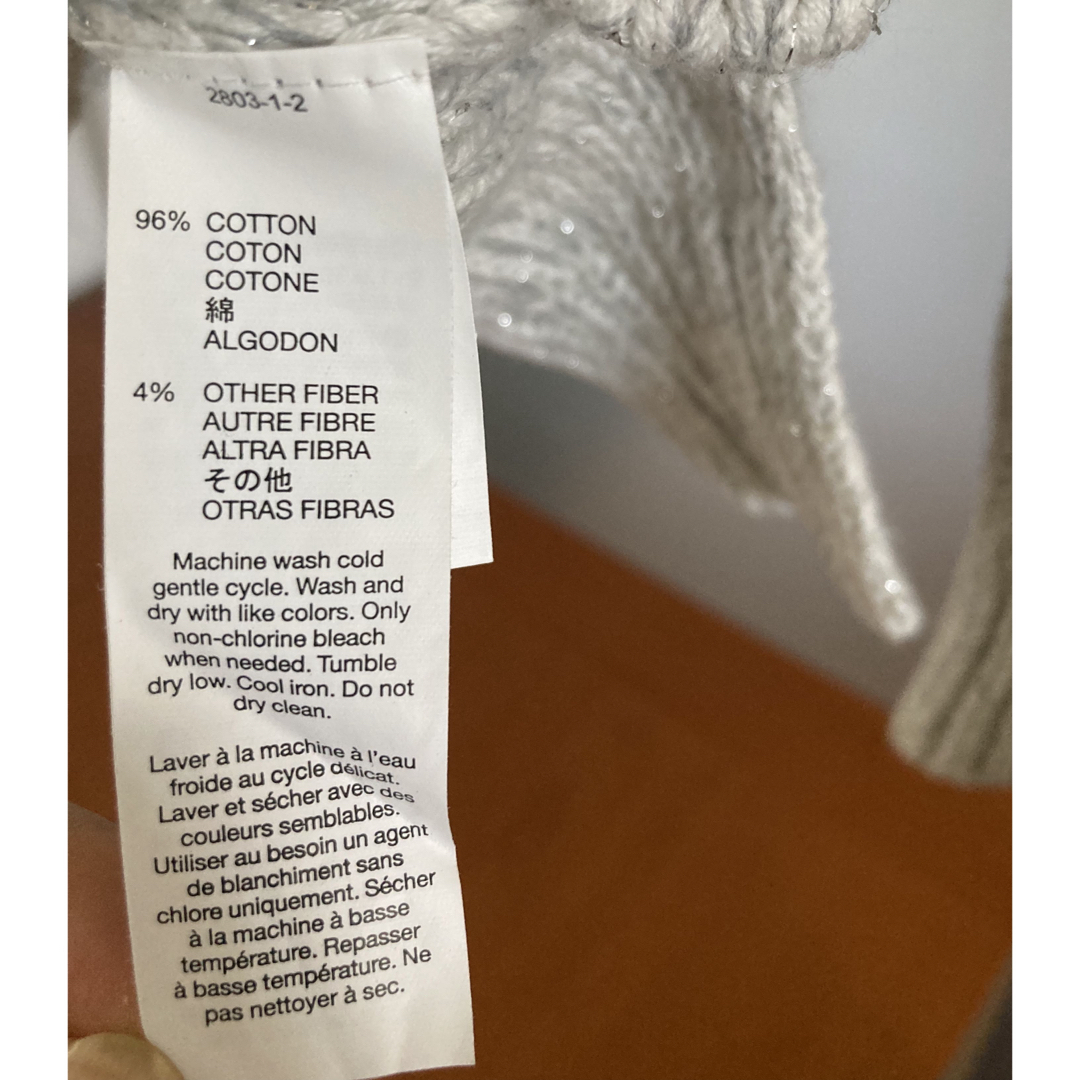 2803-1-2
96% COTTON
COTON
COTONE
綿
ALGODON
4% OTHER FIBER
AUTRE FIBRE
ALTRA FIBRA
その他
OTRAS FIBRAS
Machine wash cold
gentle cycle. Wash and
dry with like colors. Only
non-chlorine bleach
when needed. Tumble
dry low. Cool iron. Do not
dry clean.
Laver à la machine à l'eau
froide au cycle délicat.
Laver et sécher avec des
couleurs semblables.
Utiliser au besoin un agent
de blanchiment sans
chlore uniquement. Sécher
à la machine à basse
température. Repasser
à basse température. Ne
pas nettoyer à sec.